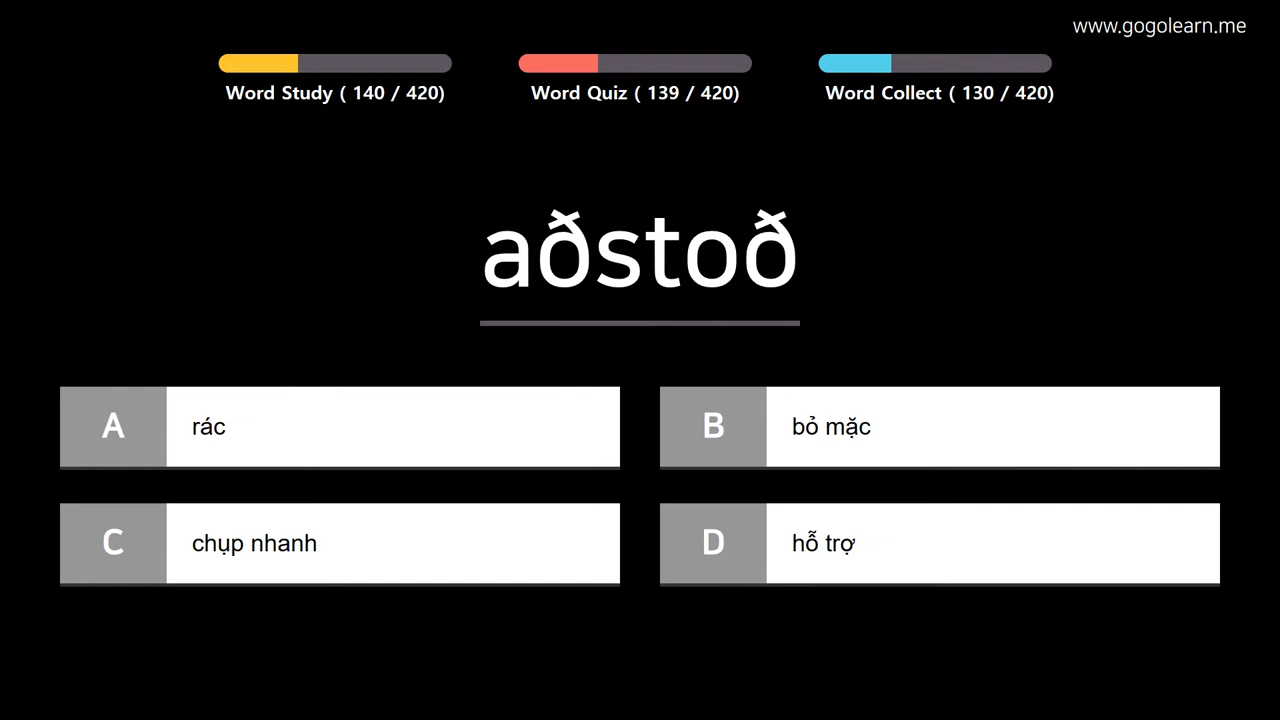 www.gogolearn.me
Word Study ( 140 / 420)
Word Quiz ( 139 / 420)
Word Collect ( 130 / 420)
aðstoð
A rác
B bỏ mặc
C chụp nhanh
D hỗ trợ